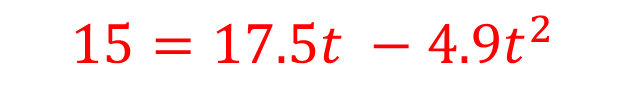 15 = 17.5t − 4.9t²